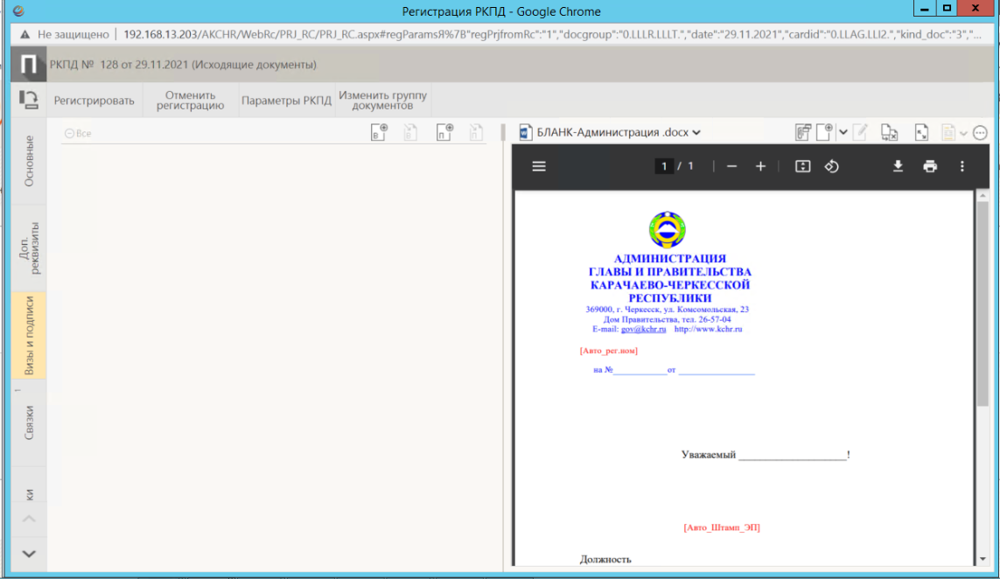 Регистрация РКПД - Google Chrome
Не защищено | 192.168.13.203/AKCHR/WebRc/PRJ_RC/PRJ_RC.aspx#regParamsЯ%7B"regPrjfromRc":"1","docgroup":"0.LLLR.LLLT.","date":"29.11.2021","cardid":"0.LLAG.LLI2.","kind_doc":"3","...
П
РКПД № 128 от 29.11.2021 (Исходящие документы)
Регистрировать
Отменить
регистрацию
Параметры РКПД
Изменить группу
документов
Основные
Доп.
реквизиты
Визы и подписи
1
Связки
ки
Все
В
В
П
П
БЛАНК-Администрация .docx
1 / 1
АДМИНИСТРАЦИЯ
ГЛАВЫ И ПРАВИТЕЛЬСТВА
КАРАЧАЕВО-ЧЕРКЕССКОЙ
РЕСПУБЛИКИ
369000, г. Черкесск, ул. Комсомольская, 23
Дом Правительства, тел. 26-57-04
E-mail: gov@kchr.ru http://www.kchr.ru
[Авто_рег.ном]
на №_____________от __________________
Уважаемый ______________________!
[Авто_Штамп_ЭП]
Должность